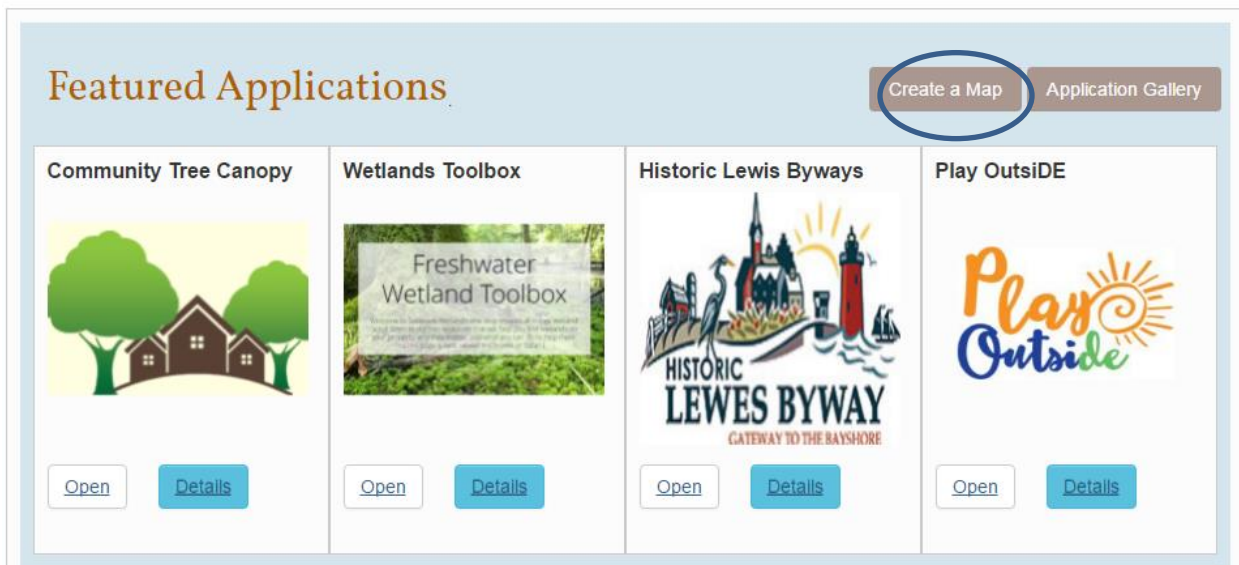 Featured Applications
Create a Map
Application Gallery
Community Tree Canopy
Wetlands Toolbox
Historic Lewis Byways
Play OutsiDE
Freshwater
Wetland Toolbox
HISTORIC
LEWES BYWAY
GATEWAY TO THE BAYSHORE
Play
Outside
Open
Details
Open
Details
Open
Details
Open
Details